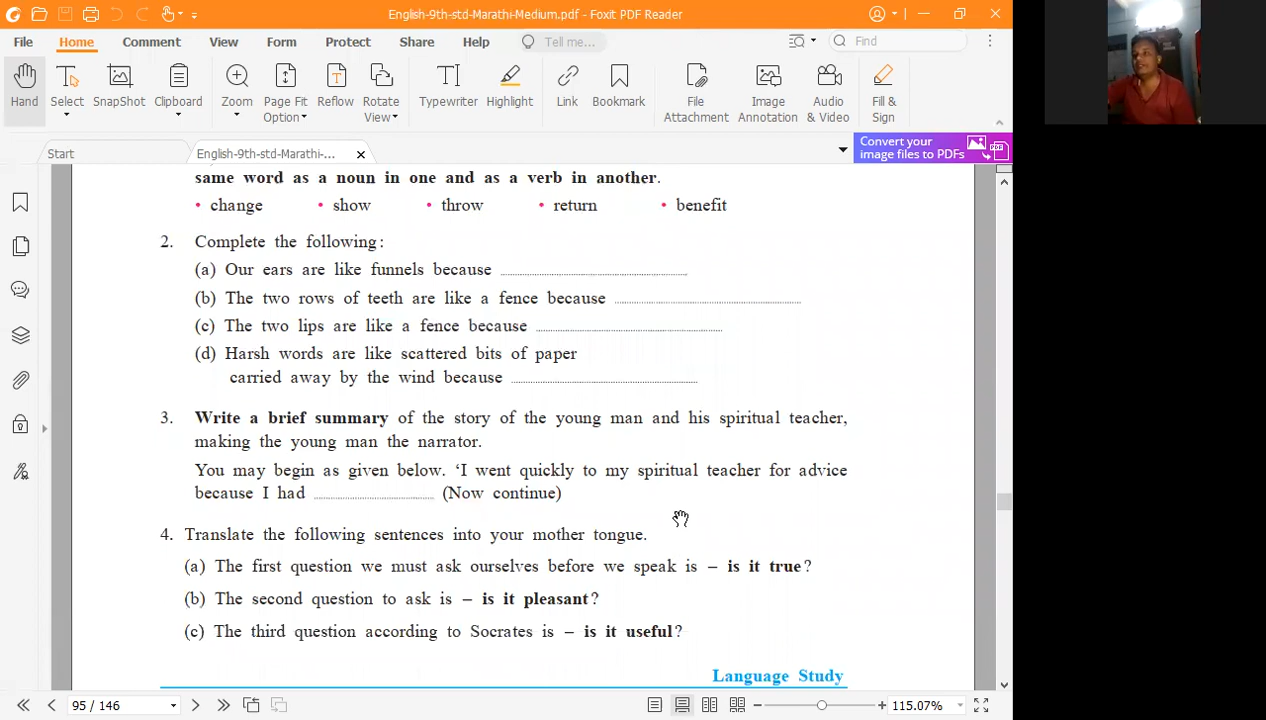 English-9th-std-Marathi-Medium.pdf - Foxit PDF Reader
File Home Comment View Form Protect Share Help Tell me... Find
Hand Select SnapShot Clipboard Zoom Page Fit Option Reflow Rotate View Typewriter Highlight Link Bookmark File Attachment Image Annotation Audio & Video Fill & Sign
Start English-9th-std-Marathi-... Convert your image files to PDFs
same word as a noun in one and as a verb in another.
• change • show • throw • return • benefit
2. Complete the following:
(a) Our ears are like funnels because ..............................
(b) The two rows of teeth are like a fence because ..............................
(c) The two lips are like a fence because ..............................
(d) Harsh words are like scattered bits of paper
carried away by the wind because ..............................
3. Write a brief summary of the story of the young man and his spiritual teacher,
making the young man the narrator.
You may begin as given below. ‘I went quickly to my spiritual teacher for advice
because I had .................... (Now continue)
4. Translate the following sentences into your mother tongue.
(a) The first question we must ask ourselves before we speak is – is it true?
(b) The second question to ask is – is it pleasant?
(c) The third question according to Socrates is – is it useful?
Language Study
95 / 146 115.07%